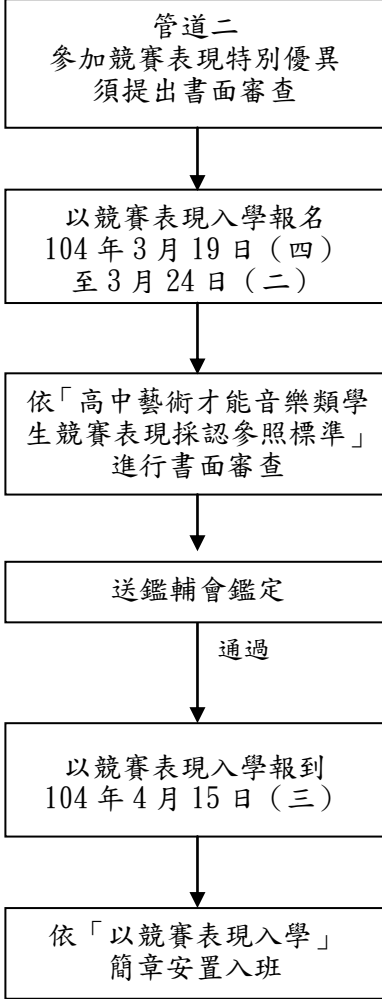 管道二
參加競賽表現特別優異
須提出書面審查
以競賽表現入學報名
104 年 3 月 19 日（四）
至 3 月 24 日（二）
依「高中藝術才能音樂類學
生競賽表現採認參照標準」
進行書面審查
送鑑輔會鑑定
通過
以競賽表現入學報到
104 年 4 月 15 日（三）
依「以競賽表現入學」
簡章安置入班